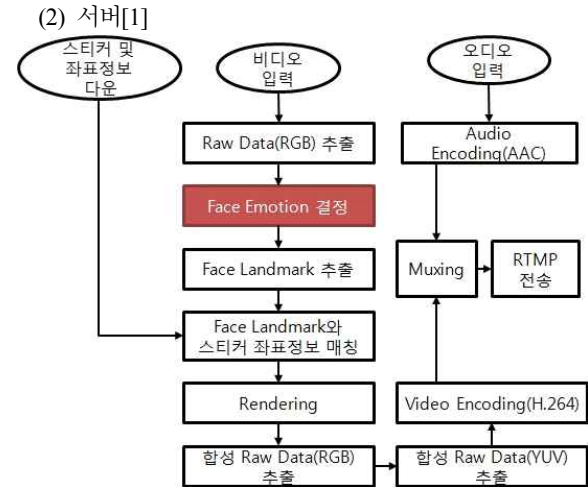 (2) 서버[1]
스티커 및
좌표정보
다운
비디오
입력
오디오
입력
Raw Data(RGB) 추출
Audio
Encoding(AAC)
Face Emotion 결정
Face Landmark 추출
Muxing
RTMP
전송
Face Landmark와
스티커 좌표정보 매칭
Rendering
Video Encoding(H.264)
합성 Raw Data(RGB)
추출
합성 Raw Data(YUV)
추출